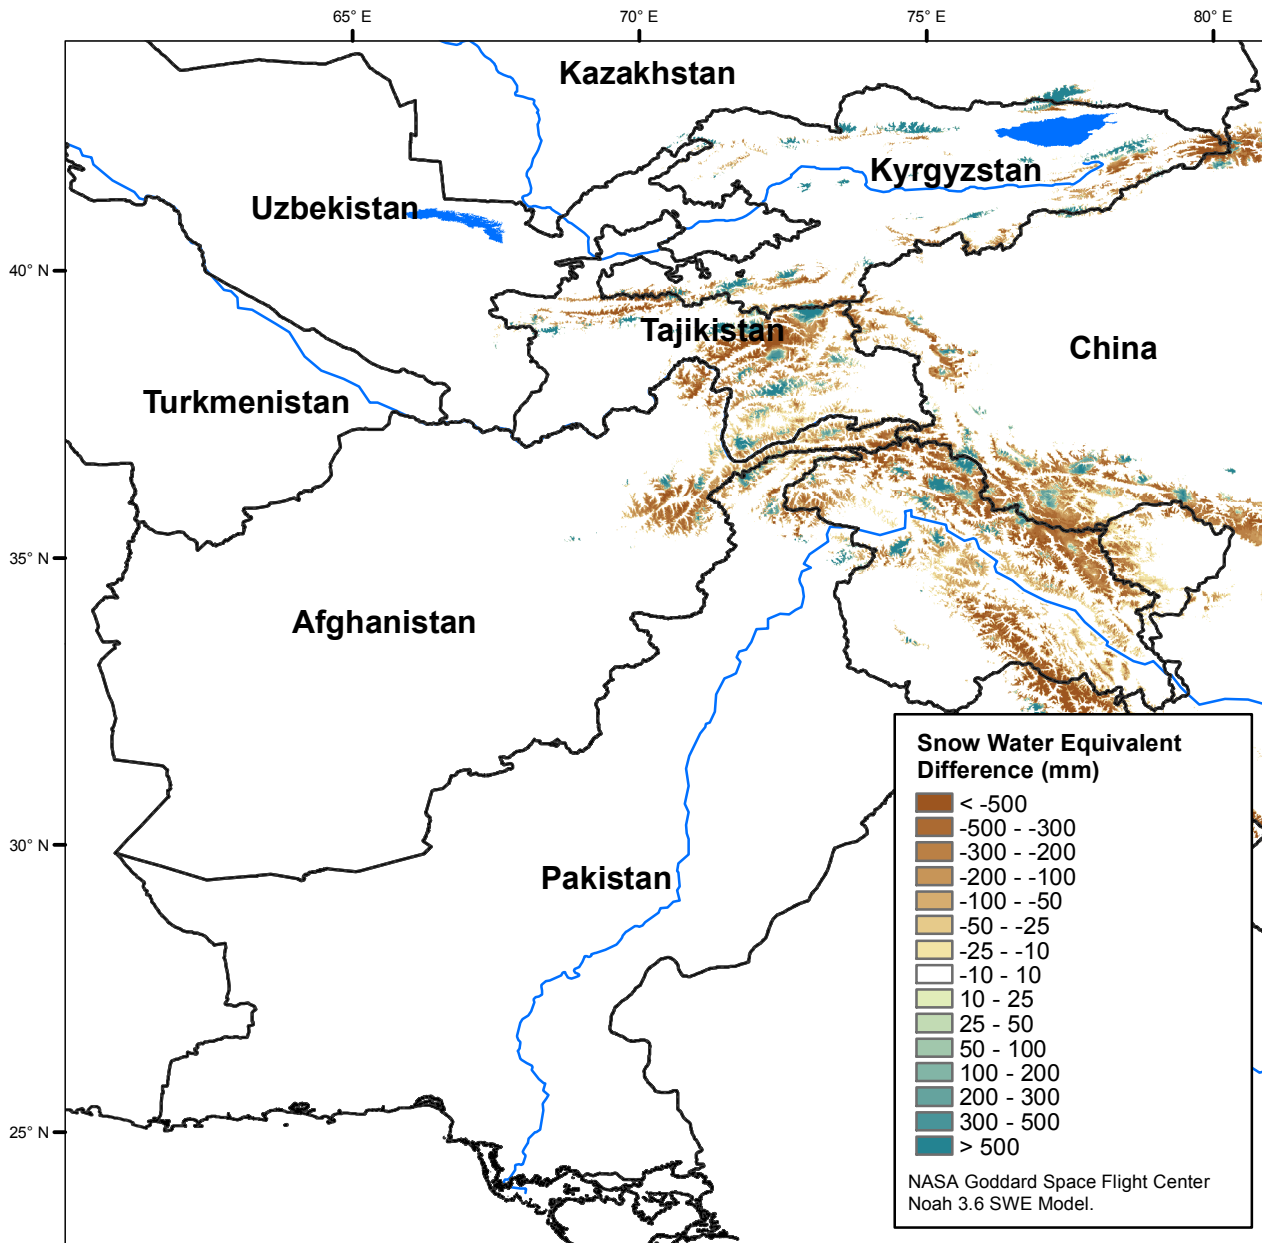 65° E
70° E
75° E
80° E
Kazakhstan
Kyrgyzstan
Uzbekistan
40° N
Tajikistan
China
Turkmenistan
35° N
Afghanistan
30° N
Pakistan
25° N
Snow Water Equivalent
Difference (mm)
< -500
-500 - -300
-300 - -200
-200 - -100
-100 - -50
-50 - -25
-25 - -10
-10 - 10
10 - 25
25 - 50
50 - 100
100 - 200
200 - 300
300 - 500
> 500
NASA Goddard Space Flight Center
Noah 3.6 SWE Model.